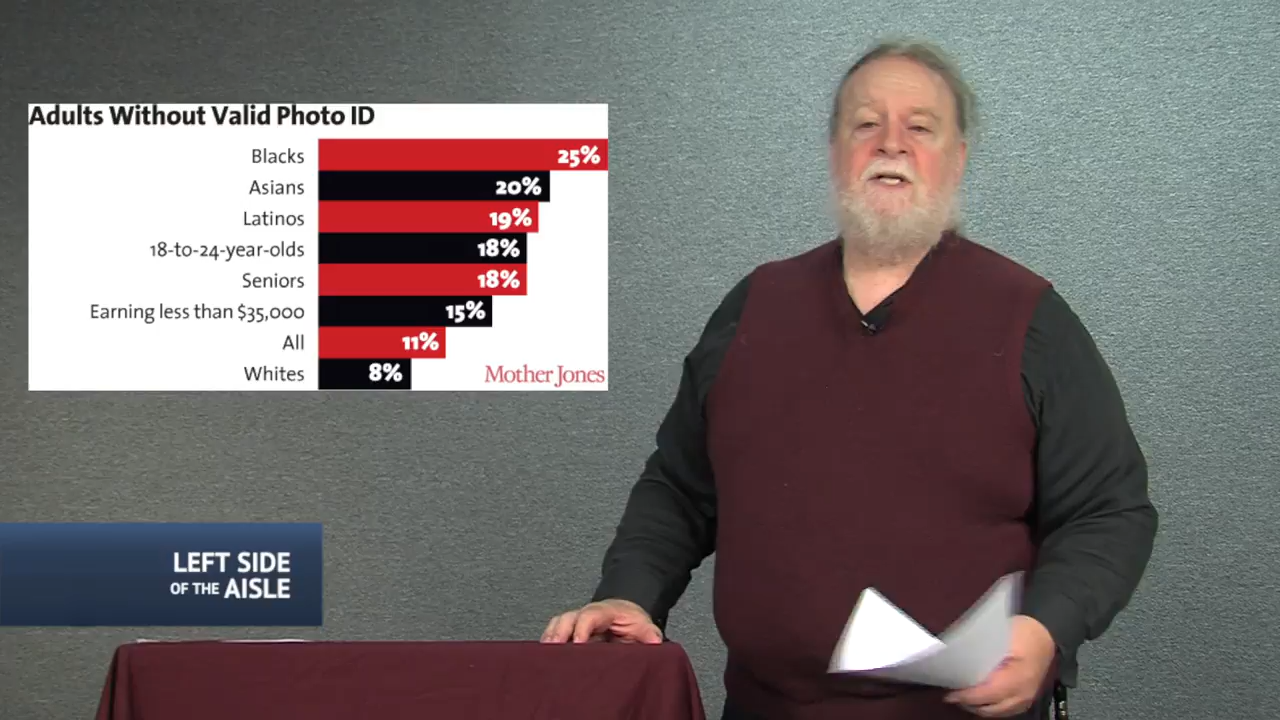 Adults Without Valid Photo ID
Blacks 25%
Asians 20%
Latinos 19%
18-to-24-year-olds 18%
Seniors 18%
Earning less than $35,000 15%
All 11%
Whites 8%
Mother Jones
LEFT SIDE
OF THE AISLE